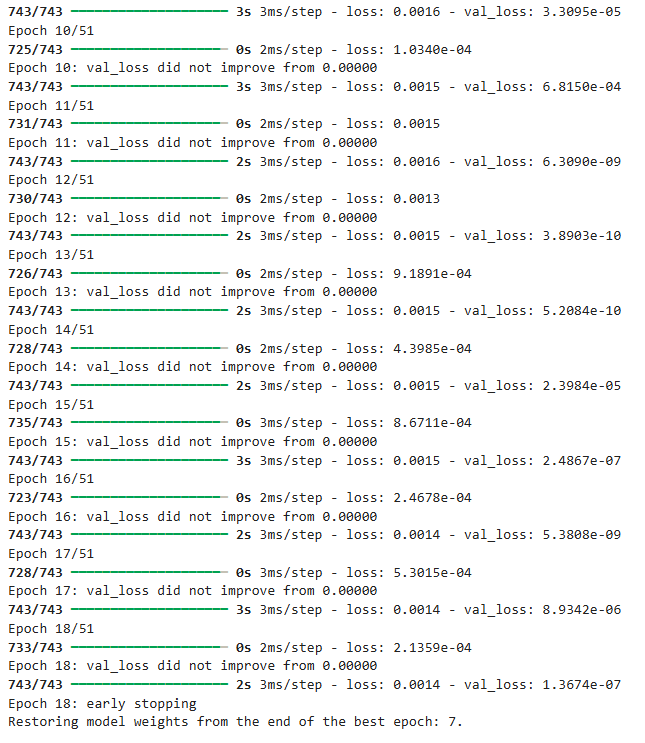 743/743 ━━━━━━━━━━━━━━━━━━━━ 3s 3ms/step - loss: 0.0016 - val_loss: 3.3095e-05
Epoch 10/51
725/743 ━━━━━━━━━━━━━━━━━━━━ 0s 2ms/step - loss: 1.0340e-04
Epoch 10: val_loss did not improve from 0.00000
743/743 ━━━━━━━━━━━━━━━━━━━━ 3s 3ms/step - loss: 0.0015 - val_loss: 6.8150e-04
Epoch 11/51
731/743 ━━━━━━━━━━━━━━━━━━━━ 0s 2ms/step - loss: 0.0015
Epoch 11: val_loss did not improve from 0.00000
743/743 ━━━━━━━━━━━━━━━━━━━━ 2s 3ms/step - loss: 0.0016 - val_loss: 6.3090e-09
Epoch 12/51
730/743 ━━━━━━━━━━━━━━━━━━━━ 0s 2ms/step - loss: 0.0013
Epoch 12: val_loss did not improve from 0.00000
743/743 ━━━━━━━━━━━━━━━━━━━━ 2s 3ms/step - loss: 0.0015 - val_loss: 3.8903e-10
Epoch 13/51
726/743 ━━━━━━━━━━━━━━━━━━━━ 0s 2ms/step - loss: 9.1891e-04
Epoch 13: val_loss did not improve from 0.00000
743/743 ━━━━━━━━━━━━━━━━━━━━ 2s 3ms/step - loss: 0.0015 - val_loss: 5.2084e-10
Epoch 14/51
728/743 ━━━━━━━━━━━━━━━━━━━━ 0s 2ms/step - loss: 4.3985e-04
Epoch 14: val_loss did not improve from 0.00000
743/743 ━━━━━━━━━━━━━━━━━━━━ 2s 3ms/step - loss: 0.0015 - val_loss: 2.3984e-05
Epoch 15/51
735/743 ━━━━━━━━━━━━━━━━━━━━ 0s 3ms/step - loss: 8.6711e-04
Epoch 15: val_loss did not improve from 0.00000
743/743 ━━━━━━━━━━━━━━━━━━━━ 3s 3ms/step - loss: 0.0015 - val_loss: 2.4867e-07
Epoch 16/51
723/743 ━━━━━━━━━━━━━━━━━━━━ 0s 2ms/step - loss: 2.4678e-04
Epoch 16: val_loss did not improve from 0.00000
743/743 ━━━━━━━━━━━━━━━━━━━━ 2s 3ms/step - loss: 0.0014 - val_loss: 5.3808e-09
Epoch 17/51
728/743 ━━━━━━━━━━━━━━━━━━━━ 0s 3ms/step - loss: 5.3015e-04
Epoch 17: val_loss did not improve from 0.00000
743/743 ━━━━━━━━━━━━━━━━━━━━ 3s 3ms/step - loss: 0.0014 - val_loss: 8.9342e-06
Epoch 18/51
733/743 ━━━━━━━━━━━━━━━━━━━━ 0s 2ms/step - loss: 2.1359e-04
Epoch 18: val_loss did not improve from 0.00000
743/743 ━━━━━━━━━━━━━━━━━━━━ 2s 3ms/step - loss: 0.0014 - val_loss: 1.3674e-07
Epoch 18: early stopping
Restoring model weights from the end of the best epoch: 7.